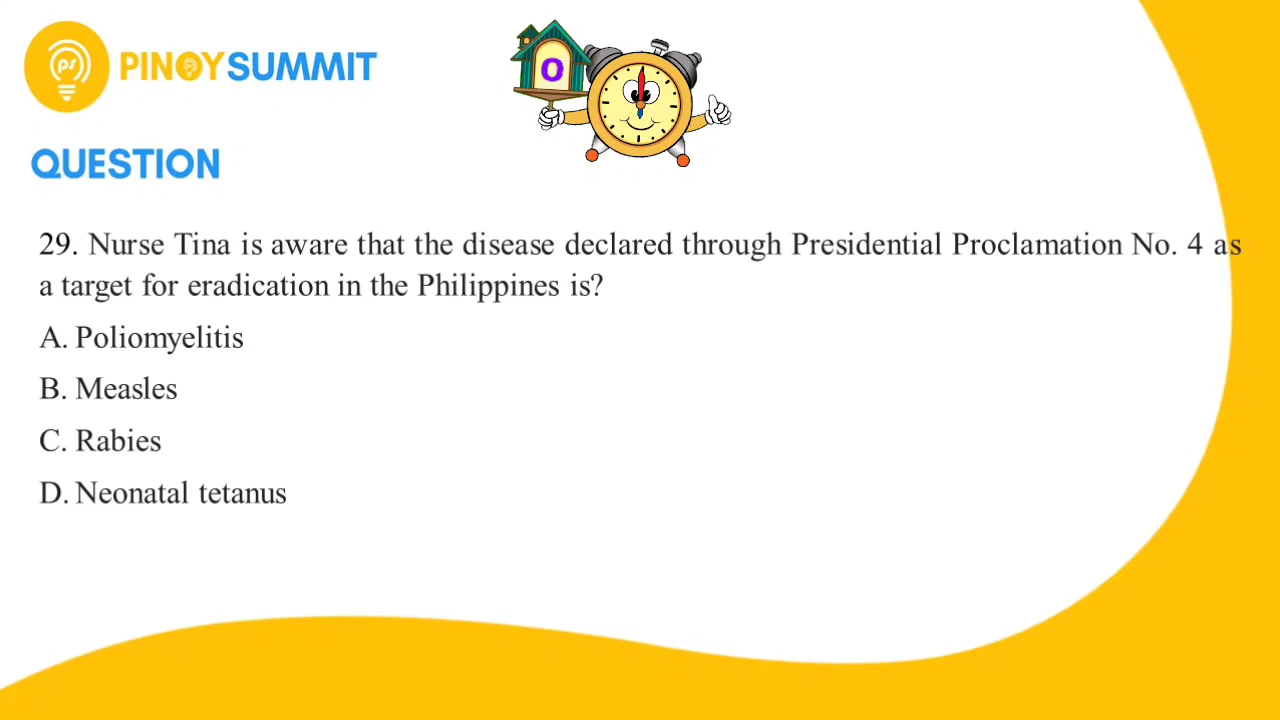 PINOYSUMMIT
O
QUESTION
29. Nurse Tina is aware that the disease declared through Presidential Proclamation No. 4 as
a target for eradication in the Philippines is?
A. Poliomyelitis
B. Measles
C. Rabies
D. Neonatal tetanus